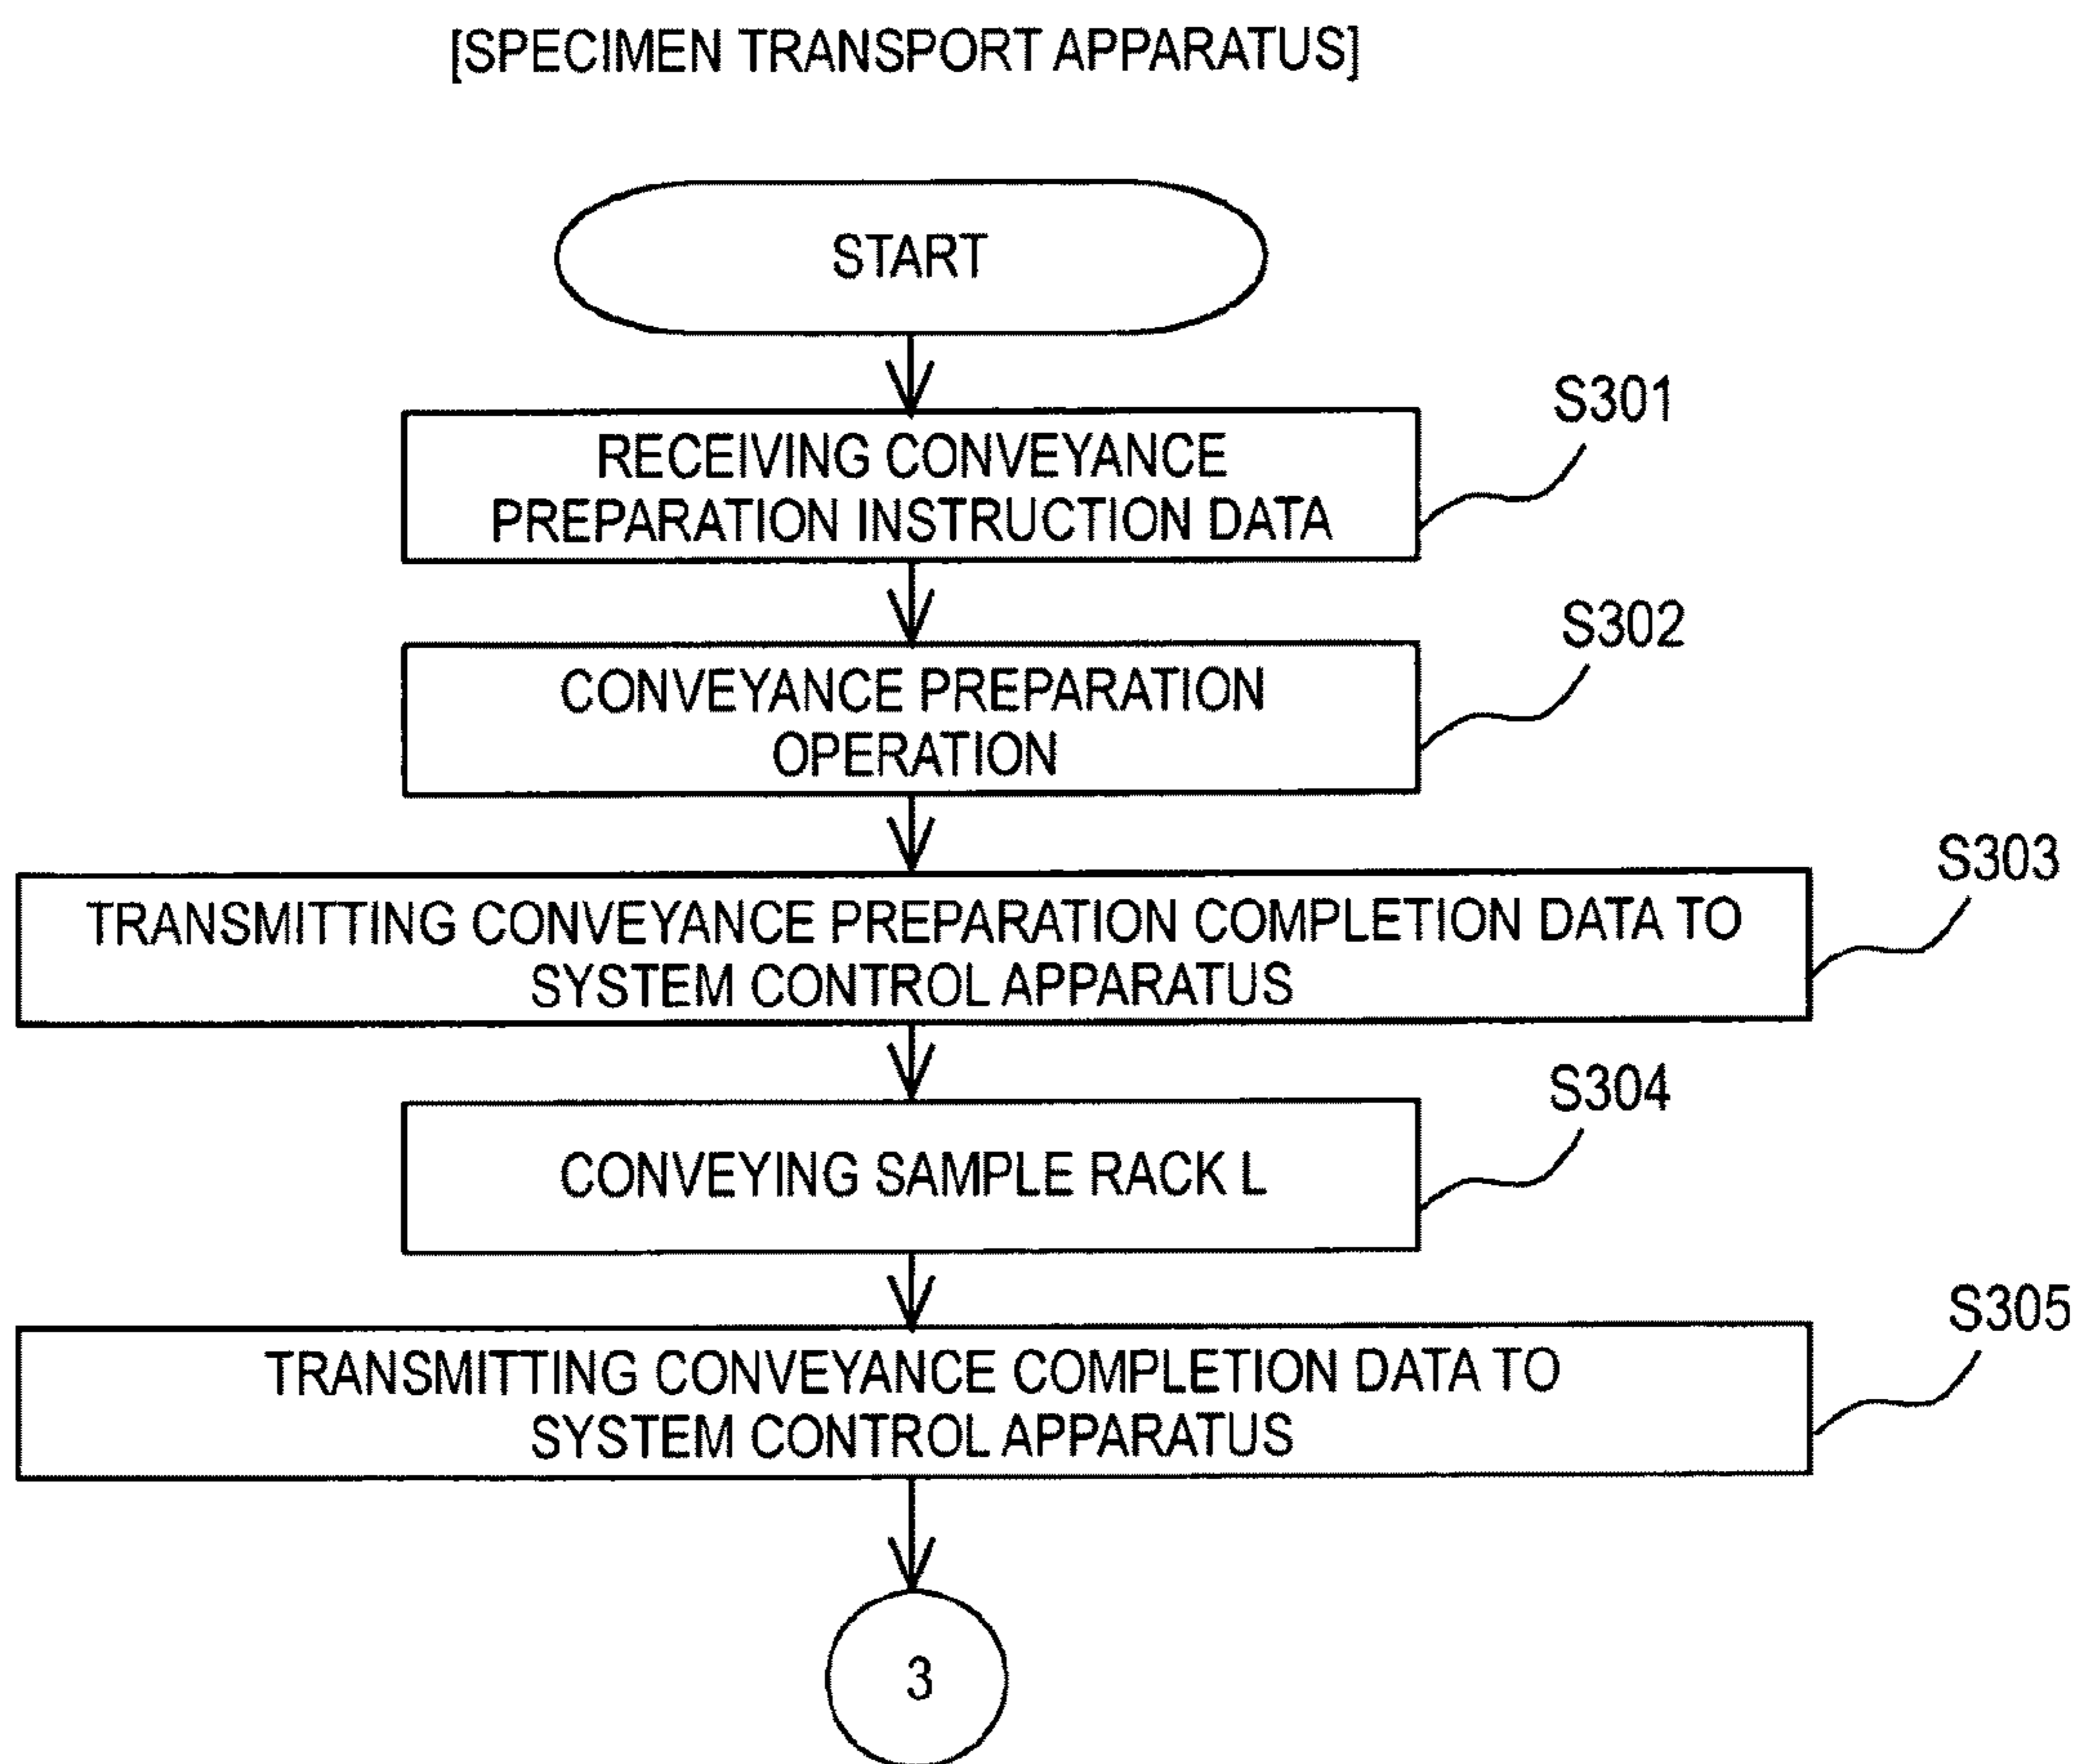 [SPECIMEN TRANSPORT APPARATUS]
START
S301
RECEIVING CONVEYANCE
PREPARATION INSTRUCTION DATA
S302
CONVEYANCE PREPARATION
OPERATION
S303
TRANSMITTING CONVEYANCE PREPARATION COMPLETION DATA TO
SYSTEM CONTROL APPARATUS
S304
CONVEYING SAMPLE RACK L
S305
TRANSMITTING CONVEYANCE COMPLETION DATA TO
SYSTEM CONTROL APPARATUS
3